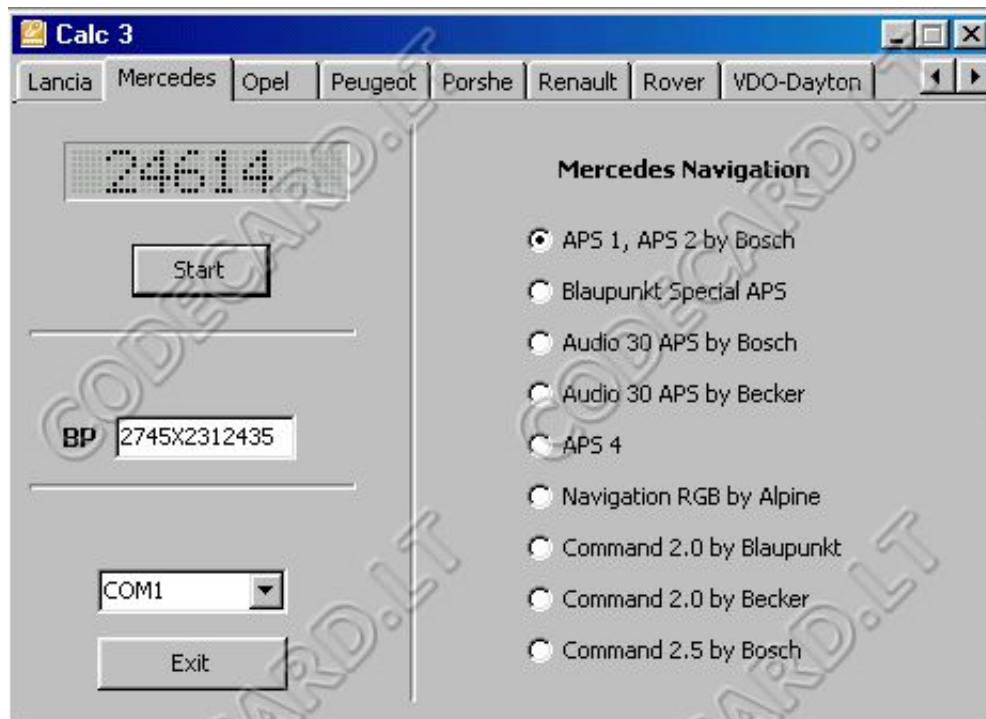 Calc 3
Lancia Mercedes Opel Peugeot Porshe Renault Rover VDO-Dayton
24614
Start
BP 2745X2312435
COM1
Exit
Mercedes Navigation
APS 1, APS 2 by Bosch
Blaupunkt Special APS
Audio 30 APS by Bosch
Audio 30 APS by Becker
APS 4
Navigation RGB by Alpine
Command 2.0 by Blaupunkt
Command 2.0 by Becker
Command 2.5 by Bosch
CODECARD.LT
CODECARD.LT